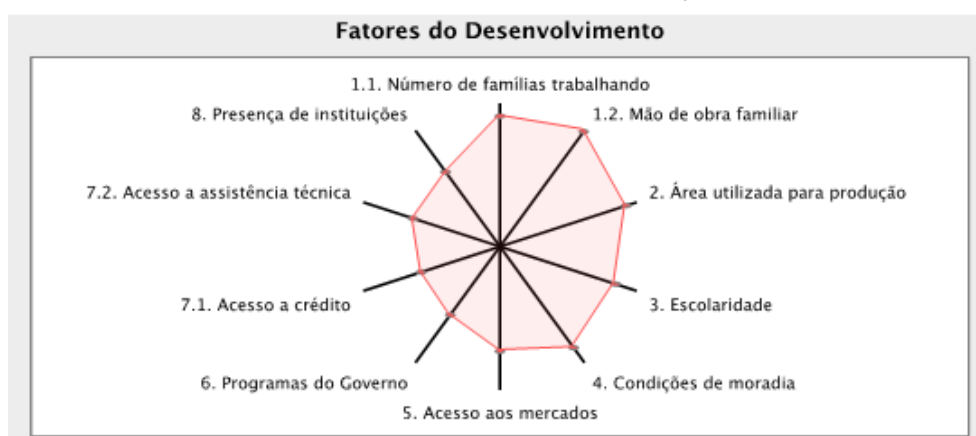 Fatores do Desenvolvimento
1.1. Número de famílias trabalhando
8. Presença de instituições
1.2. Mão de obra familiar
7.2. Acesso a assistência técnica
2. Área utilizada para produção
7.1. Acesso a crédito
3. Escolaridade
6. Programas do Governo
4. Condições de moradia
5. Acesso aos mercados